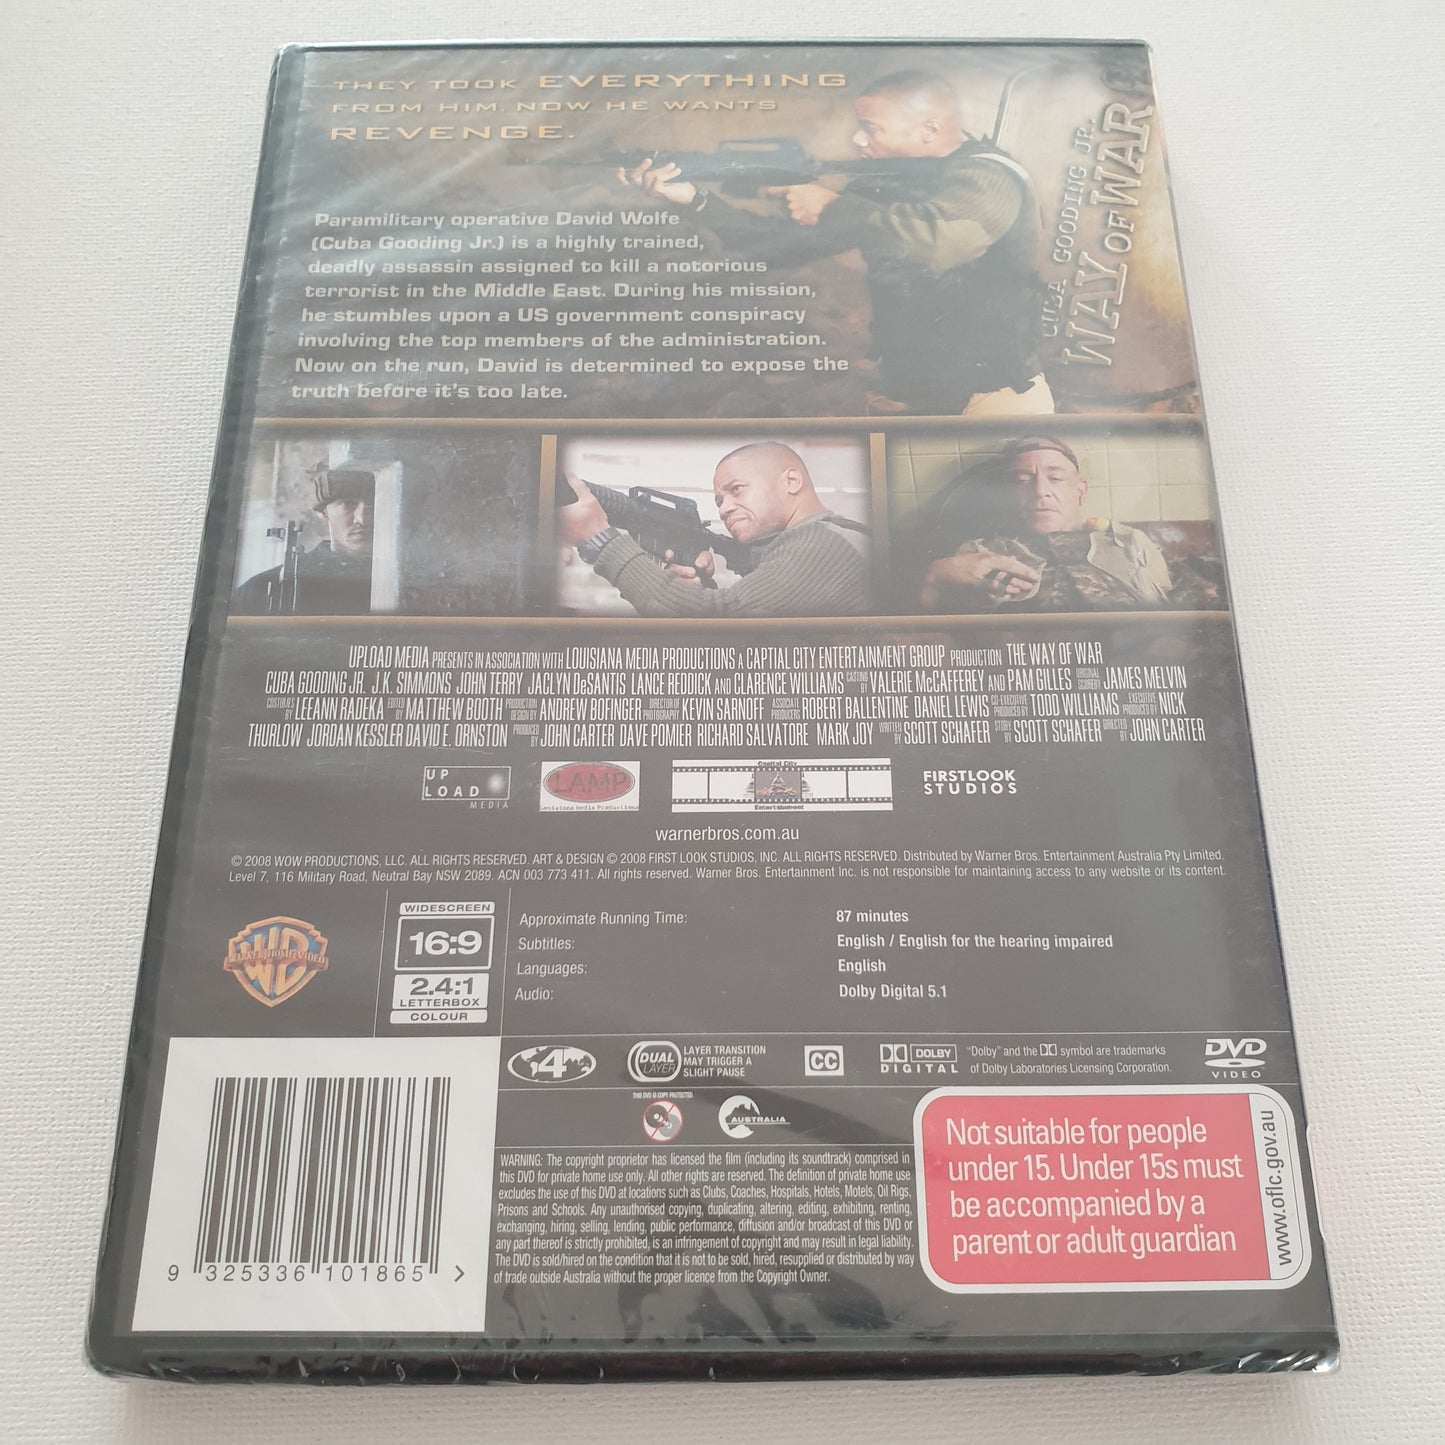 THEY TOOK EVERYTHING
FROM HIM, NOW HE WANTS
REVENGE.
CUBA GOODING JR.
WAY OF WAR
Paramilitary operative David Wolfe
(Cuba Gooding Jr.) is a highly trained,
deadly assassin assigned to kill a notorious
terrorist in the Middle East. During his mission,
he stumbles upon a US government conspiracy
involving the top members of the administration.
Now on the run, David is determined to expose the
truth before it's too late.
UPLOAD MEDIA PRESENTS IN ASSOCIATION WITH LOUISIANA MEDIA PRODUCTIONS A CAPTIAL CITY ENTERTAINMENT GROUP PRODUCTION THE WAY OF WAR
CUBA GOODING JR. J.K. SIMMONS JOHN TERRY JACLYN DeSANTIS LANCE REDDICK AND CLARENCE WILLIAMS CASTING BY VALERIE McCAFFEREY AND PAM GILLES ORIGINAL SCORE BY JAMES MELVIN
COSTUMES BY LEEANN RADEKA EDITED BY MATTHEW BOOTH PRODUCTION DESIGN BY ANDREW BOFINGER DIRECTOR OF PHOTOGRAPHY KEVIN SARNOFF ASSOCIATE PRODUCERS ROBERT BALLENTINE DANIEL LEWIS CO-EXECUTIVE PRODUCED BY TODD WILLIAMS EXECUTIVE PRODUCED BY NICK
THURLOW JORDAN KESSLER DAVID E. ORNSTON PRODUCED BY JOHN CARTER DAVE POMIER RICHARD SALVATORE MARK JOY WRITTEN BY SCOTT SCHAFER STORY BY SCOTT SCHAFER DIRECTED BY JOHN CARTER
UP
LOAD
MEDIA
LAMP
Louisiana Media Productions
Capital City
Entertainment
FIRSTLOOK
STUDIOS
warnerbros.com.au
© 2008 WOW PRODUCTIONS, LLC. ALL RIGHTS RESERVED. ART & DESIGN © 2008 FIRST LOOK STUDIOS, INC. ALL RIGHTS RESERVED. Distributed by Warner Bros. Entertainment Australia Pty Limited.
Level 7, 116 Military Road, Neutral Bay NSW 2089. ACN 003 773 411. All rights reserved. Warner Bros. Entertainment Inc. is not responsible for maintaining access to any website or its content.
WB
WARNER HOME VIDEO
WIDESCREEN
16:9
2.4:1
LETTERBOX
COLOUR
Approximate Running Time: 87 minutes
Subtitles: English / English for the hearing impaired
Languages: English
Audio: Dolby Digital 5.1
4
DUAL
LAYER
LAYER TRANSITION
MAY TRIGGER A
SLIGHT PAUSE
CC
DOLBY
DIGITAL
"Dolby" and the DD symbol are trademarks
of Dolby Laboratories Licensing Corporation.
DVD
VIDEO
THIS DVD IS COPY PROTECTED
AUSTRALIA
WARNING: The copyright proprietor has licensed the film (including its soundtrack) comprised in
this DVD for private home use only. All other rights are reserved. The definition of private home use
excludes the use of this DVD at locations such as Clubs, Coaches, Hospitals, Hotels, Motels, Oil Rigs,
Prisons and Schools. Any unauthorised copying, duplicating, altering, editing, exhibiting, renting,
exchanging, hiring, selling, lending, public performance, diffusion and/or broadcast of this DVD or
any part thereof is strictly prohibited, is an infringement of copyright and may result in legal liability.
The DVD is sold/hired on the condition that it is not to be sold, hired, resupplied or distributed by way
of trade outside Australia without the proper licence from the Copyright Owner.
Not suitable for people
under 15. Under 15s must
be accompanied by a
parent or adult guardian
www.oflc.gov.au
9 325336 101865 >